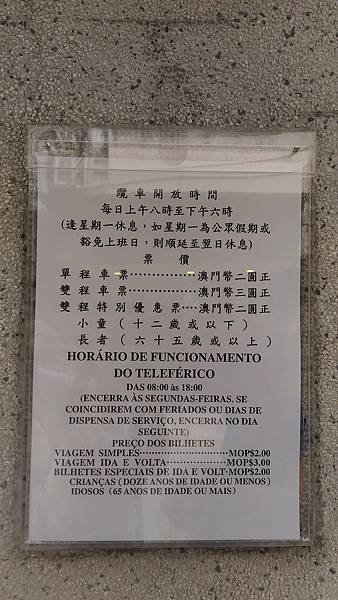 纜車開放時間
每日上午八時至下午六時
(逢星期一休息，如星期一為公眾假期或
豁免上班日，則順延至翌日休息)
票價
單程車票………………澳門幣二圓正
雙程車票………………澳門幣三圓正
雙程特別優惠票…澳門幣二圓正
小童（十二歲或以下）
長者（六十五歲或以上）
HORÁRIO DE FUNCIONAMENTO
DO TELEFÉRICO
DAS 08:00 às 18:00
(ENCERRA ÀS SEGUNDAS-FEIRAS. SE
COINCIDIREM COM FERIADOS OU DIAS DE
DISPENSA DE SERVIÇO, ENCERRA NO DIA
SEGUINTE)
PREÇO DOS BILHETES
VIAGEM SIMPLES…………………………MOP$2.00
VIAGEM IDA E VOLTA…………………MOP$3.00
BILHETES ESPECIAIS DE IDA E VOLT·MOP$2.00
CRIANÇAS (DOZE ANOS DE IDADE OU MENOS)
IDOSOS (65 ANOS DE IDADE OU MAIS)